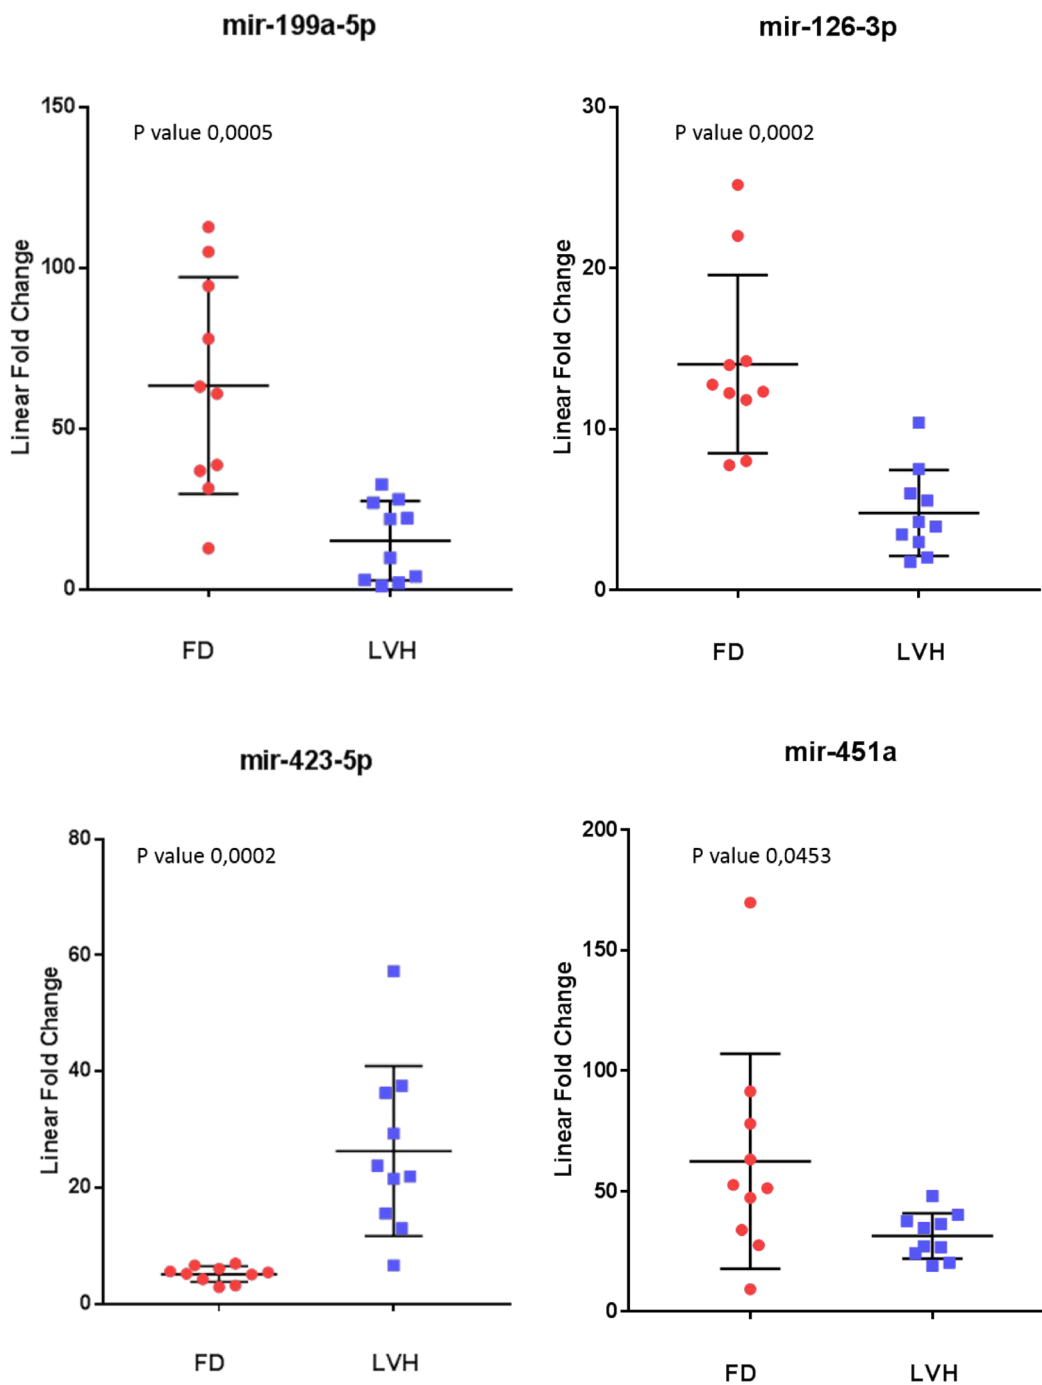 mir-199a-5p
150
P value 0,0005
100
Linear Fold Change
50
0
FD
LVH
mir-126-3p
30
P value 0,0002
20
Linear Fold Change
10
0
FD
LVH
mir-423-5p
80
P value 0,0002
60
Linear Fold Change
40
20
0
FD
LVH
mir-451a
200
P value 0,0453
150
Linear Fold Change
100
50
0
FD
LVH